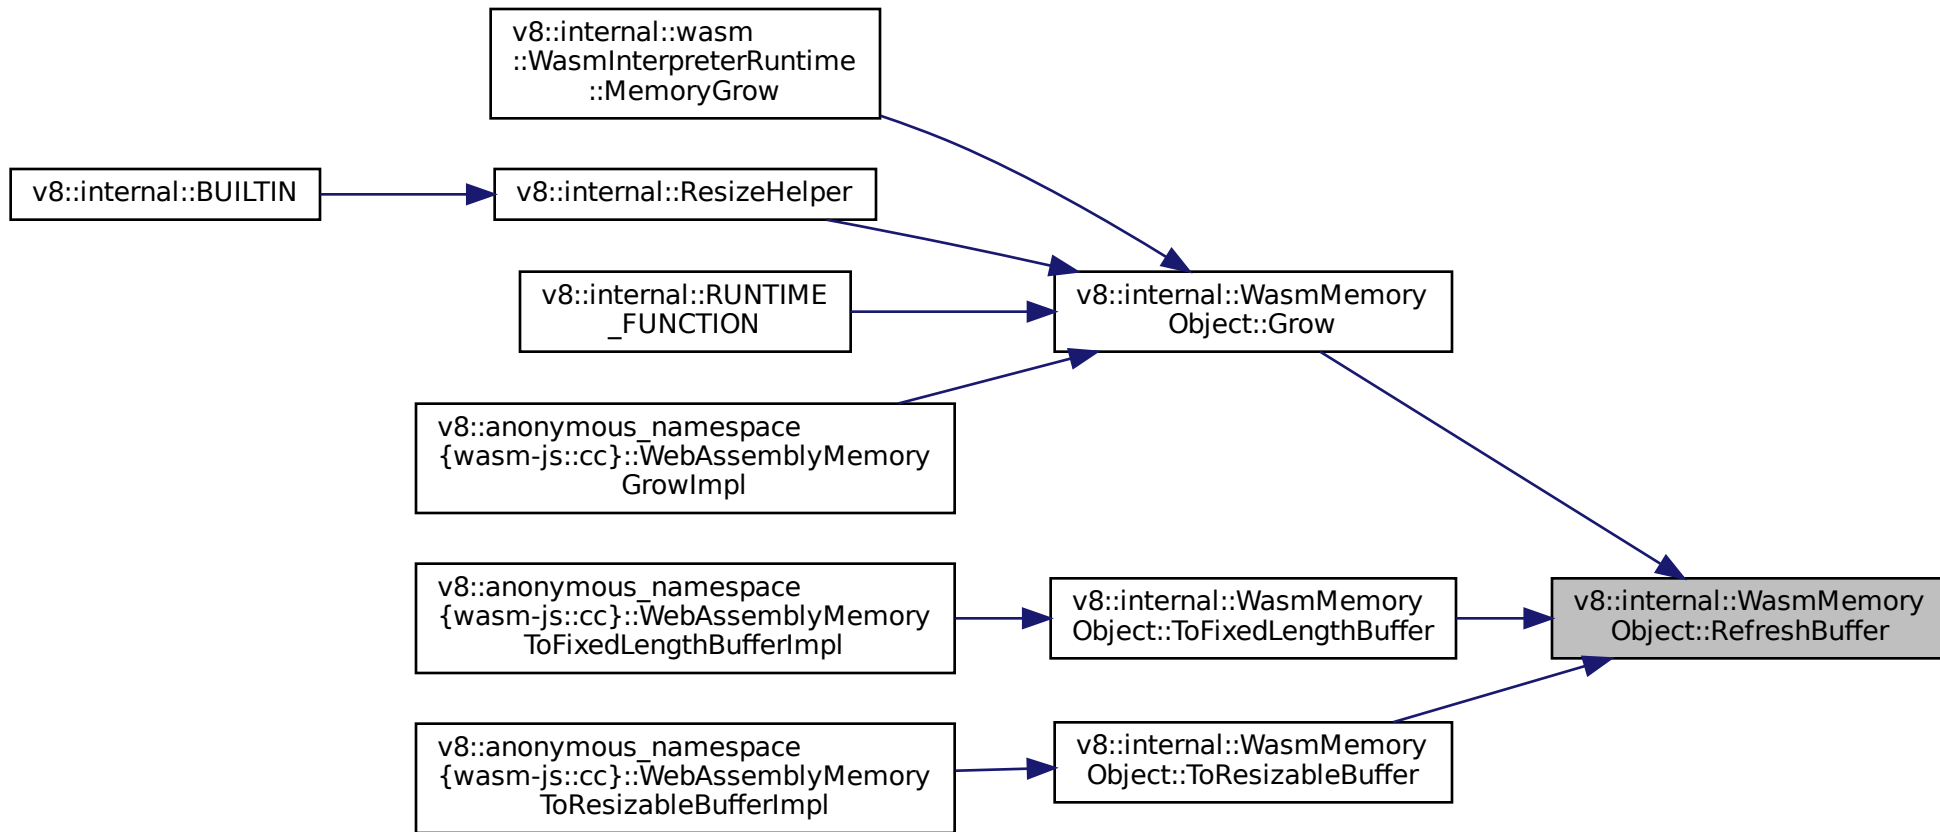 v8::internal::wasm
::WasmInterpreterRuntime
::MemoryGrow
v8::internal::BUILTIN
v8::internal::ResizeHelper
v8::internal::RUNTIME
_FUNCTION
v8::internal::WasmMemory
Object::Grow
v8::anonymous_namespace
{wasm-js::cc}::WebAssemblyMemory
GrowImpl
v8::anonymous_namespace
{wasm-js::cc}::WebAssemblyMemory
ToFixedLengthBufferImpl
v8::internal::WasmMemory
Object::ToFixedLengthBuffer
v8::internal::WasmMemory
Object::RefreshBuffer
v8::anonymous_namespace
{wasm-js::cc}::WebAssemblyMemory
ToResizableBufferImpl
v8::internal::WasmMemory
Object::ToResizableBuffer